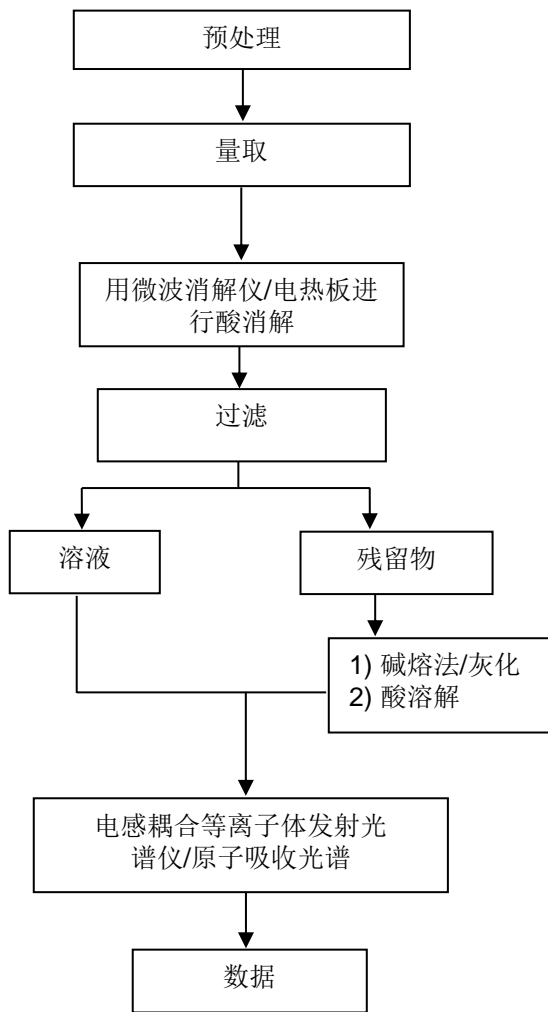 预处理
量取
用微波消解仪/电热板进
行酸消解
过滤
溶液
残留物
1) 碱熔法/灰化
2) 酸溶解
电感耦合等离子体发射光
谱仪/原子吸收光谱
数据